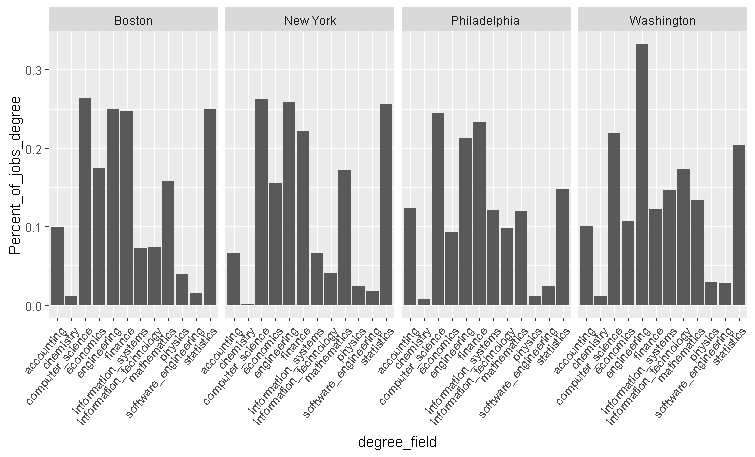 Boston New York Philadelphia Washington
Percent_of_jobs_degree
0.3
0.2
0.1
0.0
accounting chemistry computer_science Economics engineering finance Information_systems Information_Technology mathematics physics software_engineering statistics
accounting chemistry computer_science Economics engineering finance Information_systems Information_Technology mathematics physics software_engineering statistics
accounting chemistry computer_science Economics engineering finance Information_systems Information_Technology mathematics physics software_engineering statistics
accounting chemistry computer_science Economics engineering finance Information_systems Information_Technology mathematics physics software_engineering statistics
degree_field